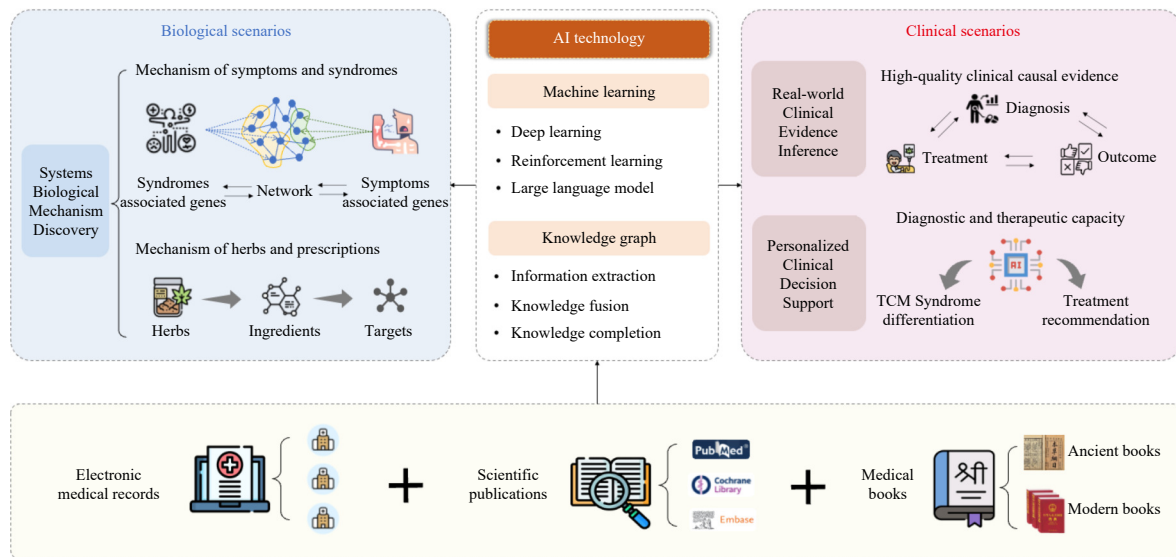 Biological scenarios
Mechanism of symptoms and syndromes
Systems
Biological
Mechanism
Discovery
Syndromes
associated genes
Network
Symptoms
associated genes
Mechanism of herbs and prescriptions
Herbs
Ingredients
Targets
AI technology
Machine learning
• Deep learning
• Reinforcement learning
• Large language model
Knowledge graph
• Information extraction
• Knowledge fusion
• Knowledge completion
Clinical scenarios
Real-world
Clinical
Evidence
Inference
High-quality clinical causal evidence
Diagnosis
Treatment
Outcome
Personalized
Clinical
Decision
Support
Diagnostic and therapeutic capacity
AI
TCM Syndrome
differentiation
Treatment
recommendation
Electronic
medical records
Scientific
publications
PubMed
Cochrane
Library
Embase
Medical
books
श्री
Ancient books
Modern books